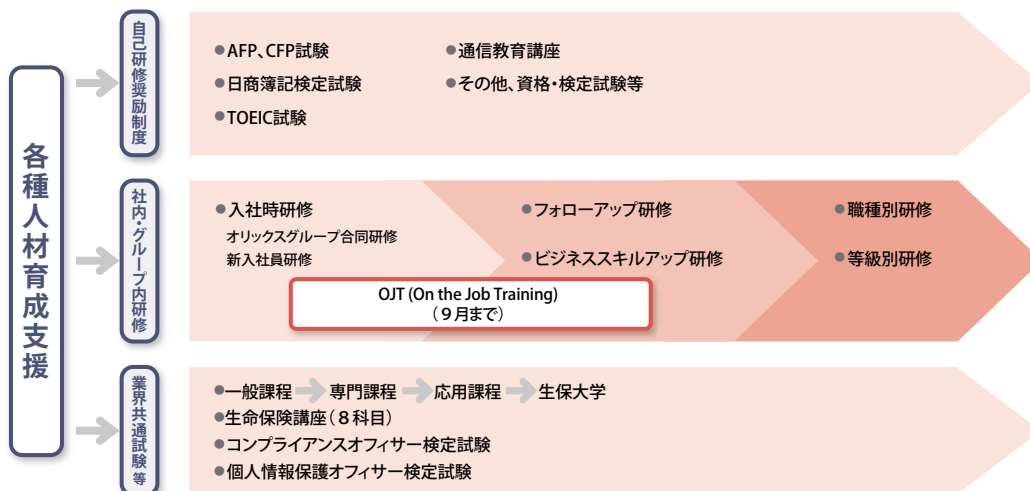 各種人材育成支援
自己研修奨励制度
●AFP、CFP試験
●通信教育講座
●日商簿記検定試験
●その他、資格・検定試験等
●TOEIC試験
社内・グループ内研修
●入社時研修
オリックスグループ合同研修
新入社員研修
●フォローアップ研修
●ビジネススキルアップ研修
●職種別研修
●等級別研修
OJT (On the Job Training)
(9月まで)
業界共通試験等
●一般課程 専門課程 応用課程 生保大学
●生命保険講座(8科目)
●コンプライアンスオフィサー検定試験
●個人情報保護オフィサー検定試験